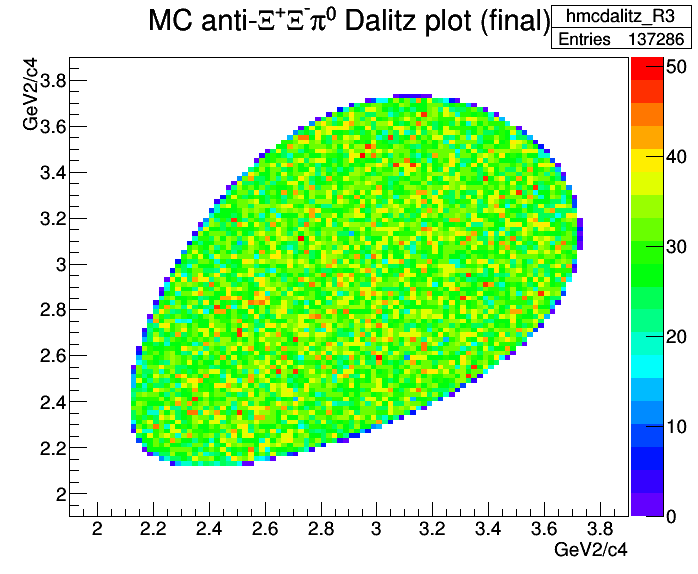 MC anti-Ξ⁺Ξ⁻π⁰ Dalitz plot (final)
hmcdalitz_R3
Entries 137286
GeV2/c4
3.8
3.6
3.4
3.2
3
2.8
2.6
2.4
2.2
2
50
40
30
20
10
0
2 2.2 2.4 2.6 2.8 3 3.2 3.4 3.6 3.8
GeV2/c4